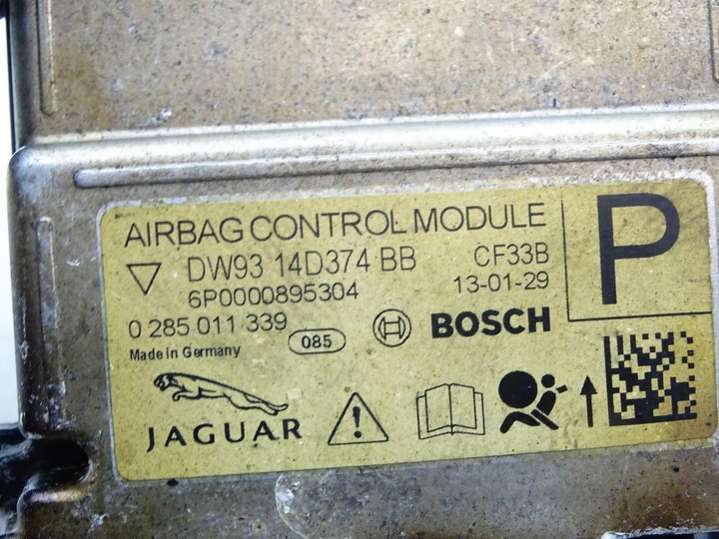 AIRBAG CONTROL MODULE
P
DW93 14D374 BB CF33B
6P0000895304 13-01-29
0 285 011 339 085 BOSCH
Made in Germany
JAGUAR